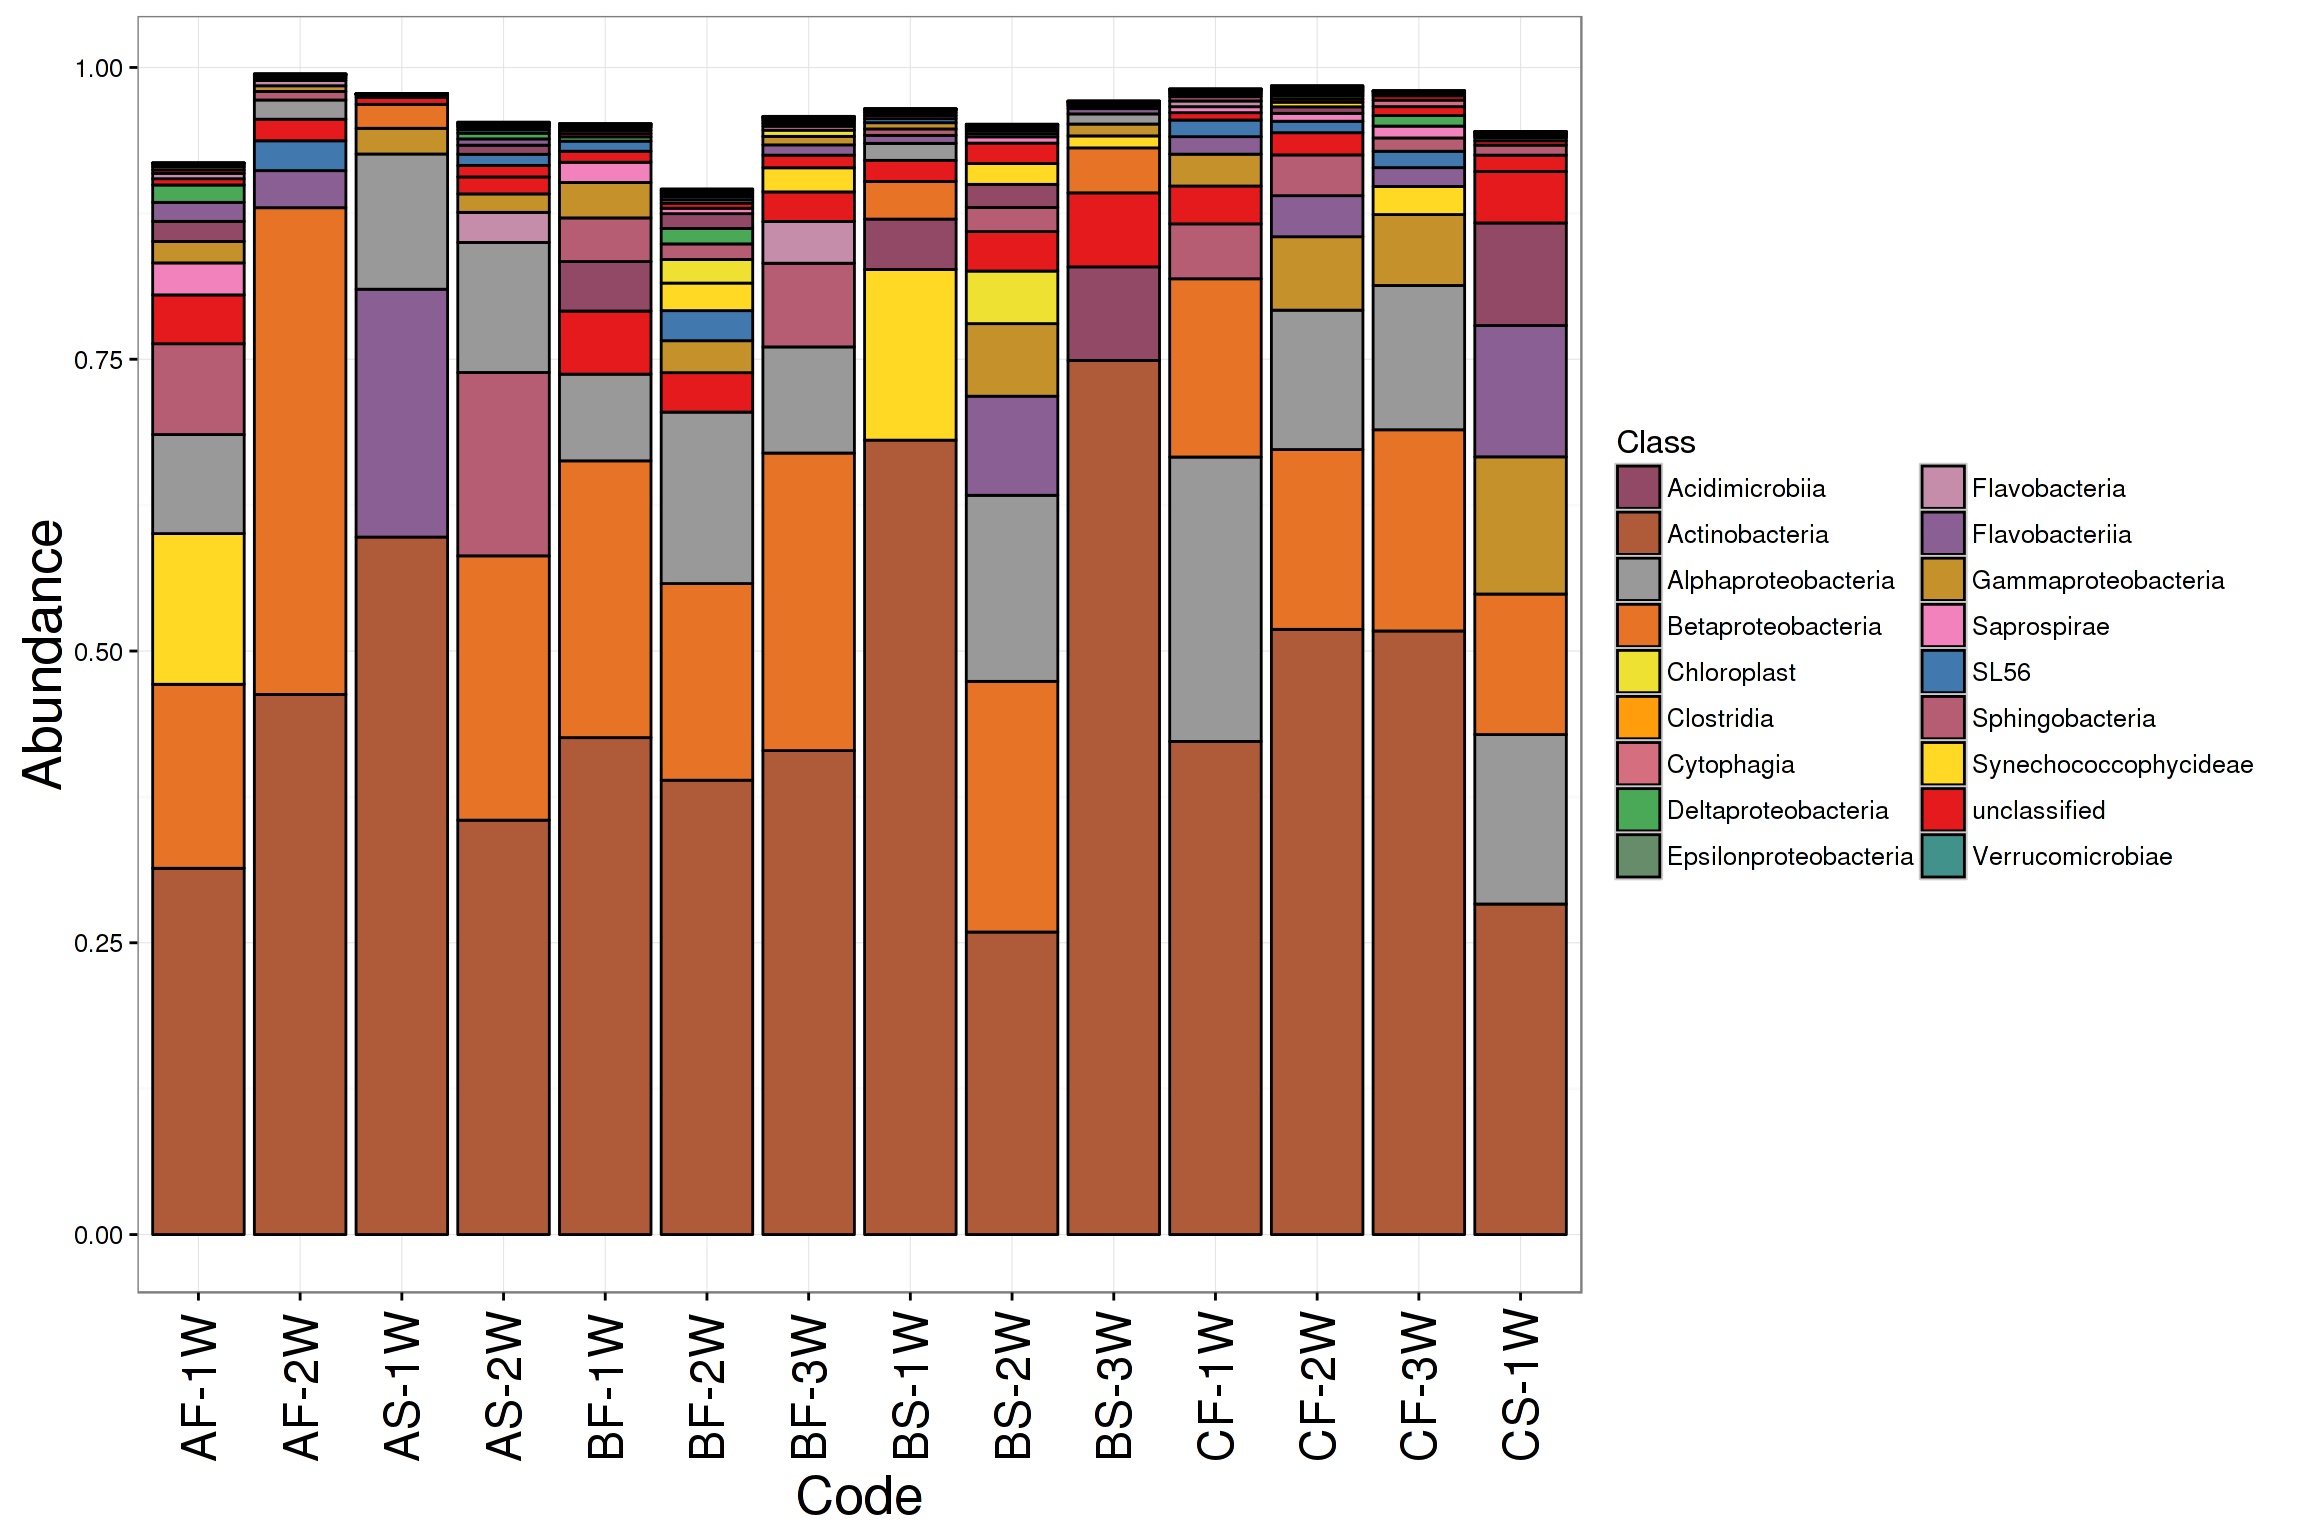 1.00
0.75
0.50
0.25
0.00
Abundance
AF-1W
AF-2W
AS-1W
AS-2W
BF-1W
BF-2W
BF-3W
BS-1W
BS-2W
BS-3W
CF-1W
CF-2W
CF-3W
CS-1W
Code
Class
Acidimicrobiia
Actinobacteria
Alphaproteobacteria
Betaproteobacteria
Chloroplast
Clostridia
Cytophagia
Deltaproteobacteria
Epsilonproteobacteria
Flavobacteria
Flavobacteriia
Gammaproteobacteria
Saprospirae
SL56
Sphingobacteria
Synechococcophycideae
unclassified
Verrucomicrobiae